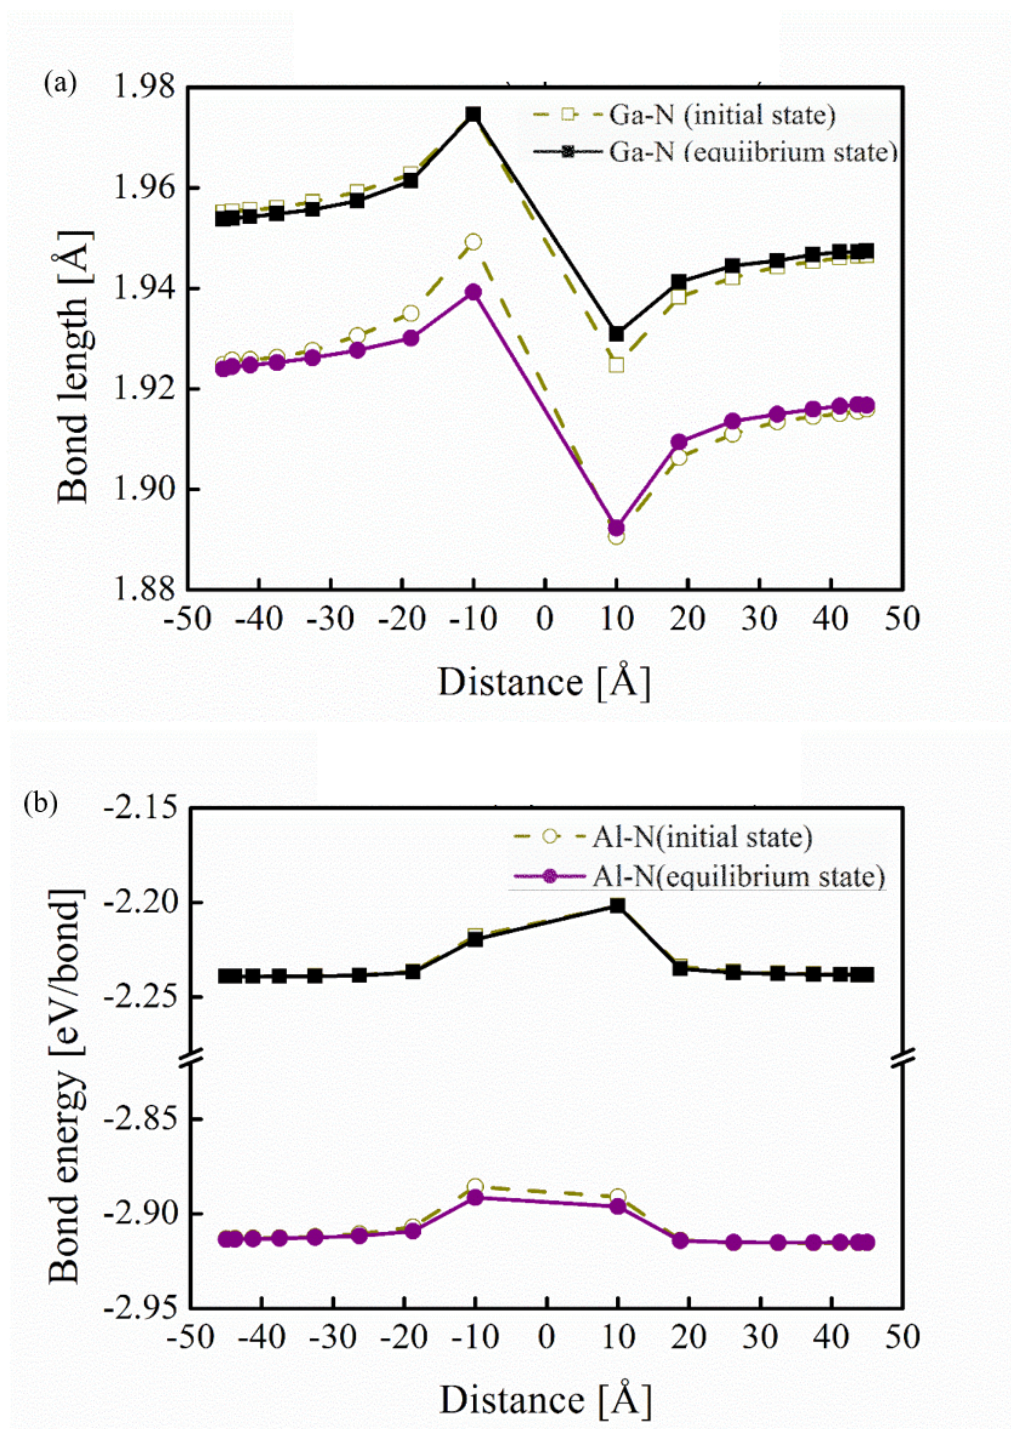 (a)
1.98
1.96
1.94
1.92
1.90
1.88
Bond length [Å]
Ga-N (initial state)
Ga-N (equiibrium state)
-50 -40 -30 -20 -10 0 10 20 30 40 50
Distance [Å]
(b)
-2.15
-2.20
-2.25
-2.85
-2.90
-2.95
Bond energy [eV/bond]
Al-N(initial state)
Al-N(equilibrium state)
-50 -40 -30 -20 -10 0 10 20 30 40 50
Distance [Å]